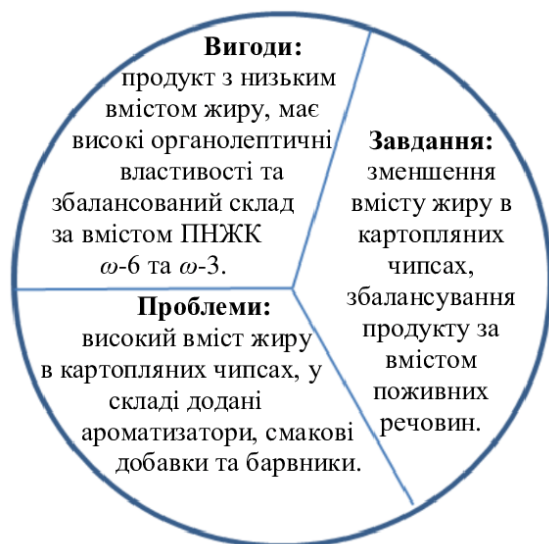 Вигоди:
продукт з низьким
вмістом жиру, має
високі органолептичні
властивості та
збалансований склад
за вмістом ПНЖК
ω-6 та ω-3.
Завдання:
зменшення
вмісту жиру в
картопляних
чипсах,
збалансування
продукту за
вмістом
поживних
речовин.
Проблеми:
високий вміст жиру
в картопляних чипсах, у
складі додані
ароматизатори, смакові
добавки та барвники.